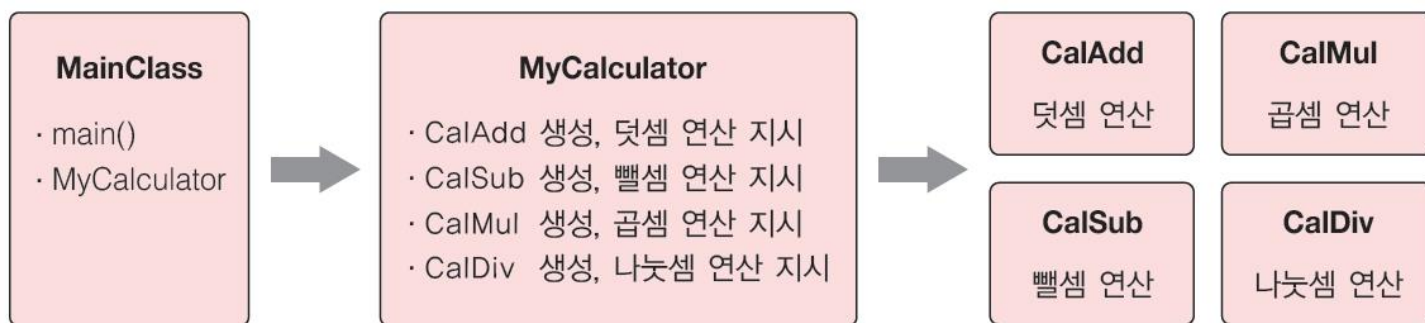 MainClass
· main()
· MyCalculator
MyCalculator
· CalAdd 생성, 덧셈 연산 지시
· CalSub 생성, 뺄셈 연산 지시
· CalMul 생성, 곱셈 연산 지시
· CalDiv 생성, 나눗셈 연산 지시
CalAdd
덧셈 연산
CalMul
곱셈 연산
CalSub
뺄셈 연산
CalDiv
나눗셈 연산